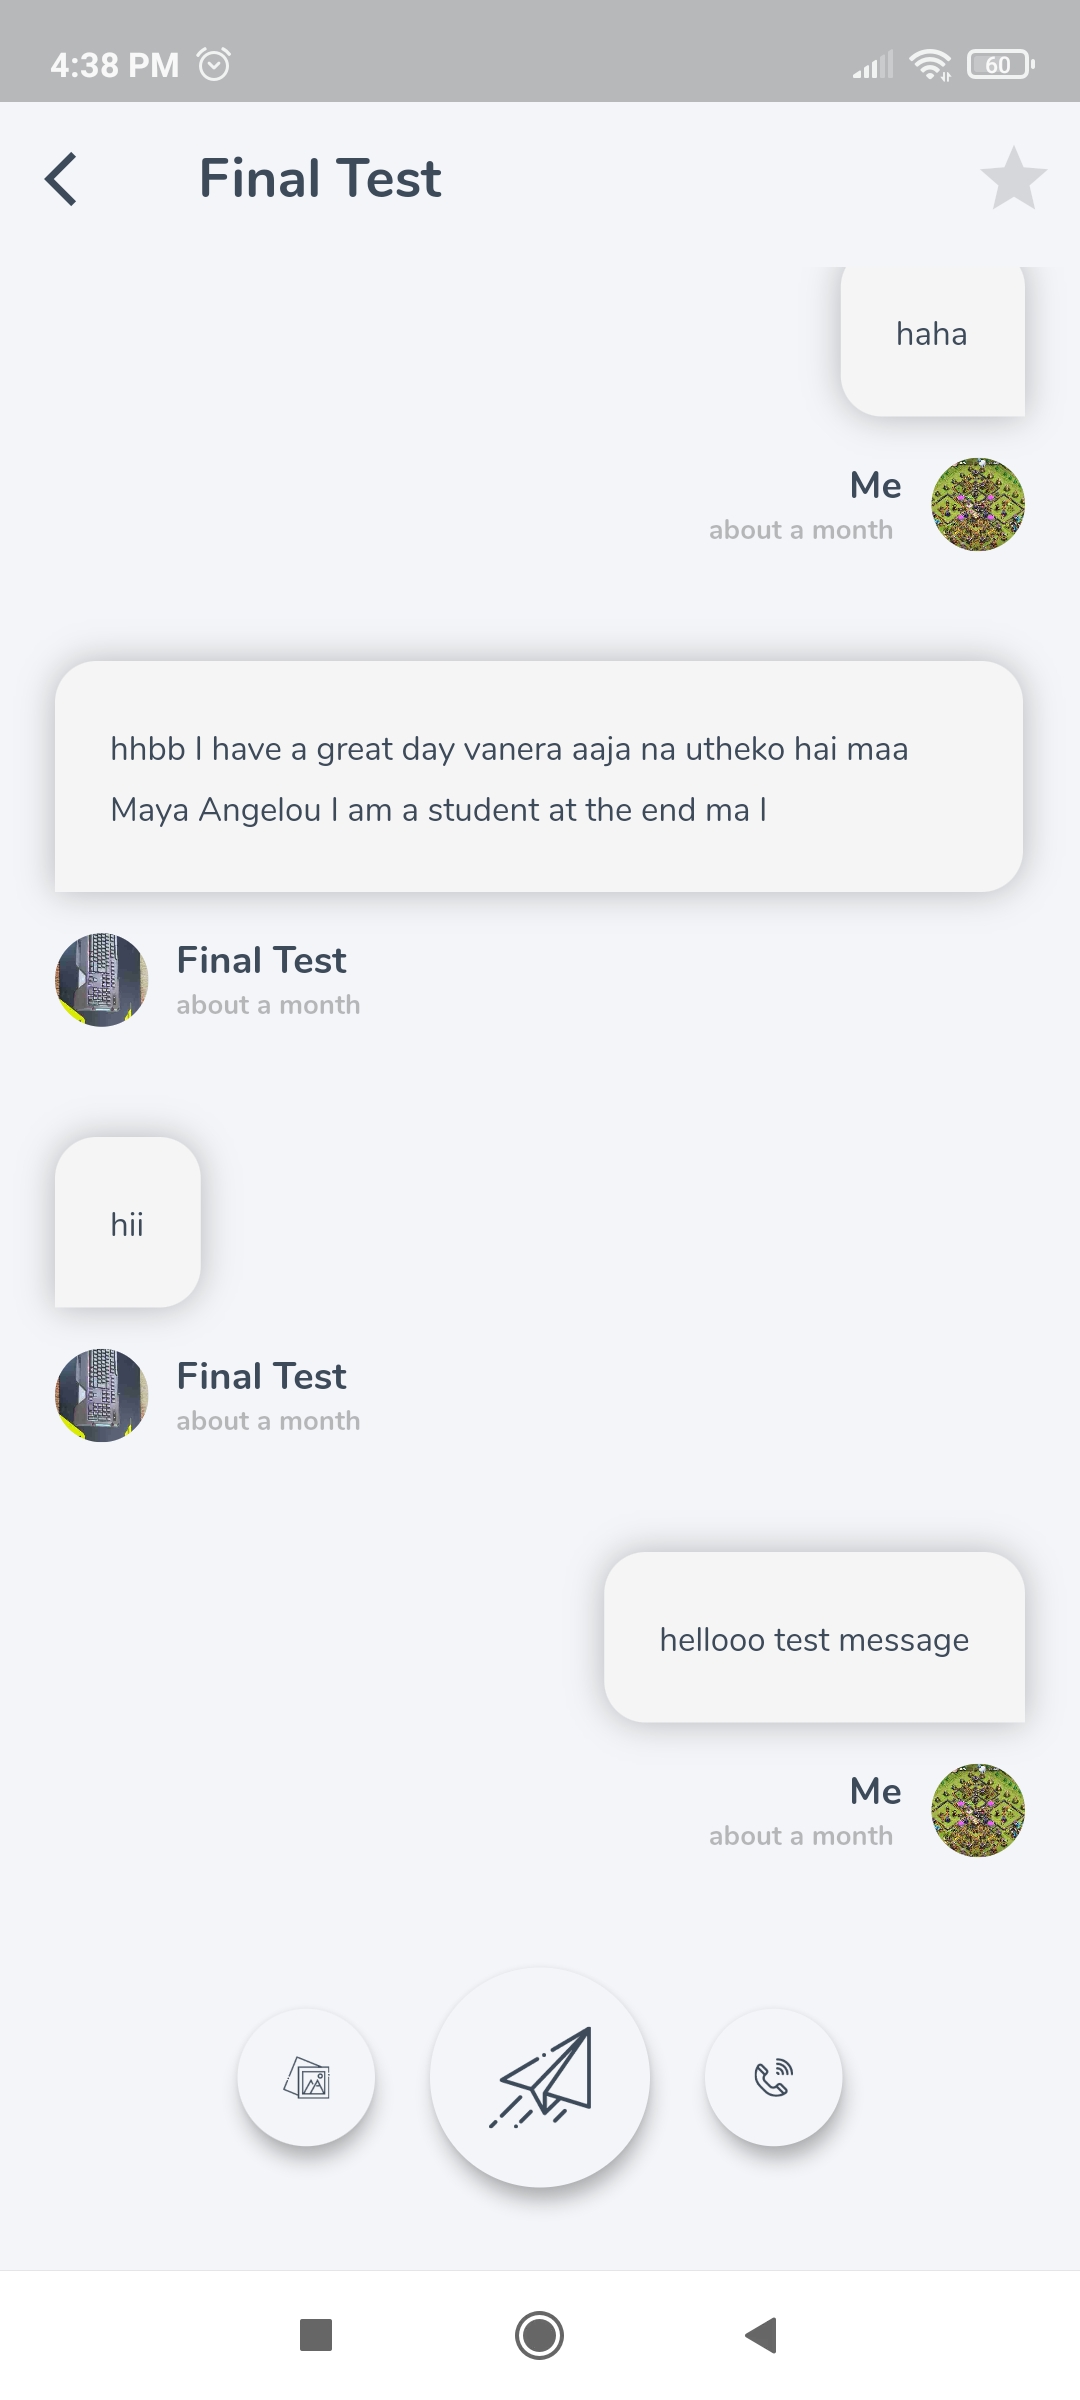 4:38 PM
60
Final Test
haha
Me
about a month
hhbb I have a great day vanera aaja na utheko hai maa
Maya Angelou I am a student at the end ma I
Final Test
about a month
hii
Final Test
about a month
hellooo test message
Me
about a month